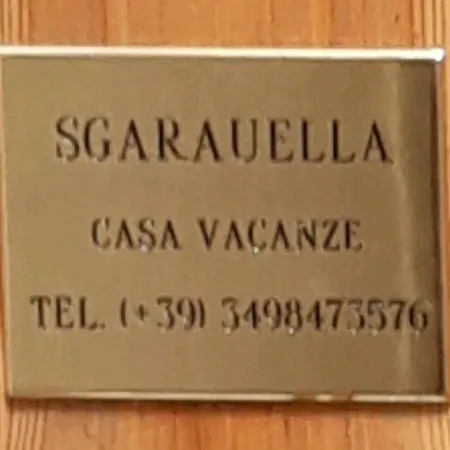 SGARAUELLA
CASA VACANZE
TEL. (+39) 3498473576